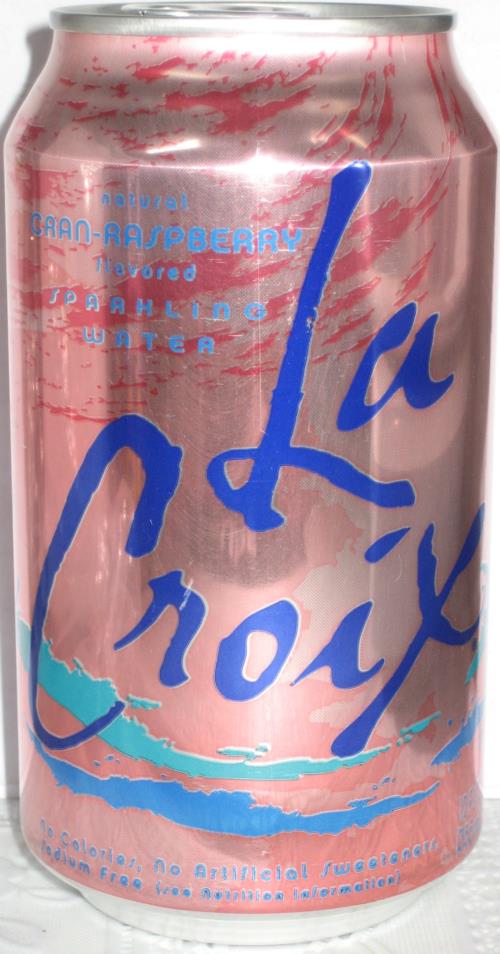 natural
CRAN-RASPBERRY
flavored
SPARKLING
WATER
La
Croix
No Calories, No Artificial Sweeteners,
Sodium Free (see Nutrition Information)